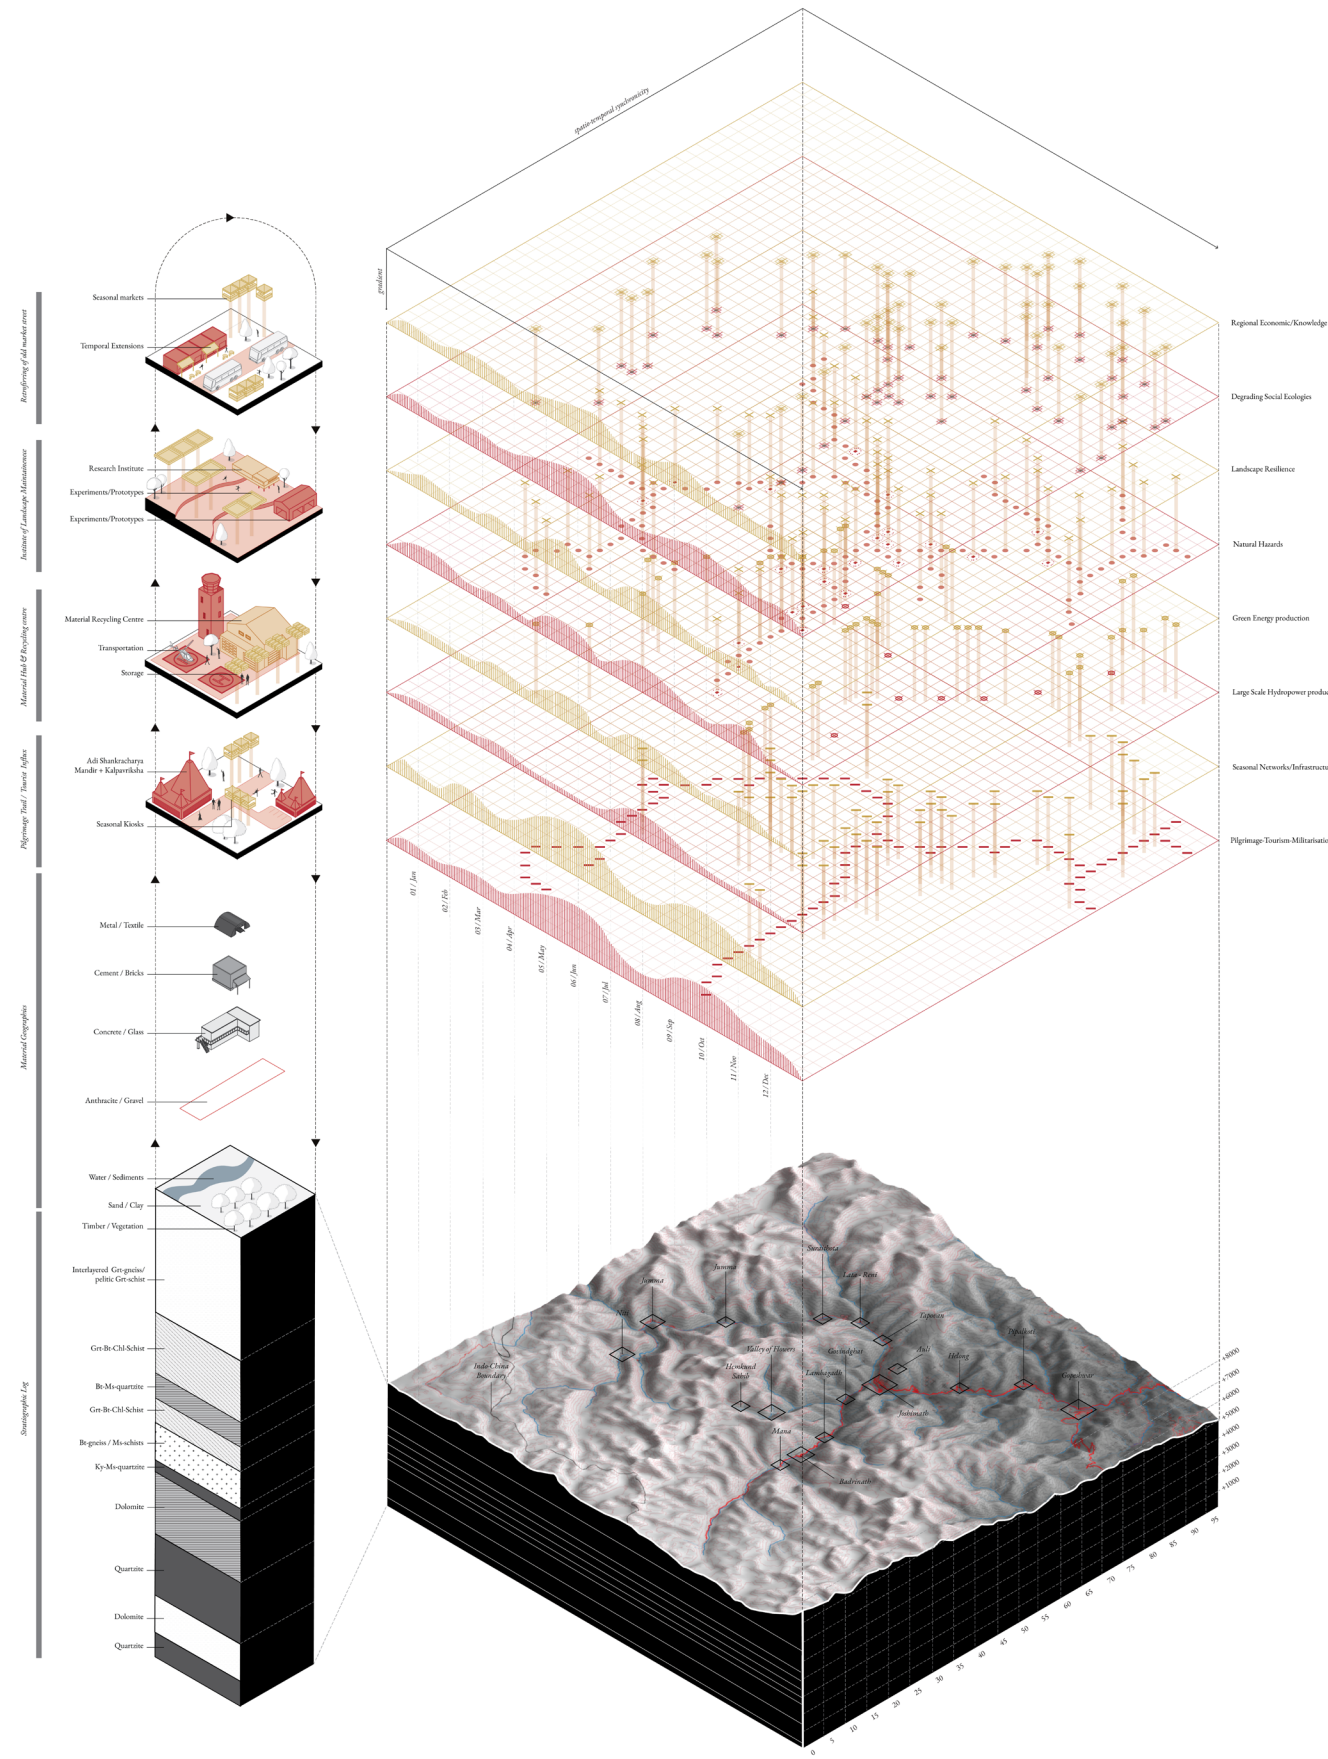 spatio-temporal synchronicity
gradient
Regional Economic/Knowledge
Degrading Social Ecologies
Landscape Resilience
Natural Hazards
Green Energy production
Large Scale Hydropower produc
Seasonal Networks/Infrastructu
Pilgrimage-Tourism-Militarisatio
01 / Jan
02 / Feb
03 / Mar
04 / Apr
05 / May
06 / Jun
07 / Jul
08 / Aug
09 / Sep
10 / Oct
11 / Nov
12 / Dec
Retrofitting of old market street
Seasonal markets
Temporal Extensions
Institute of Landscape Maintainenence
Research Institute
Experiments/Prototypes
Experiments/Prototypes
Material Hub & Recycling centre
Material Recycling Centre
Transportation
Storage
Pilgrimage Trail / Tourist Influx
Adi Shankracharya
Mandir + Kalpavriksha
Seasonal Kiosks
Material Geographies
Metal / Textile
Cement / Bricks
Concrete / Glass
Anthracite / Gravel
Water / Sediments
Sand / Clay
Timber / Vegetation
Stratiographic Log
Interlayered Grt-gneiss/
pelitic Grt-schist
Grt-Bt-Chl-Schist
Bt-Ms-quartzite
Grt-Bt-Chl-Schist
Bt-gneiss / Ms-schists
Ky-Ms-quartzite
Dolomite
Quartzite
Dolomite
Quartzite
Suraithota
Jumma
Jumma
Lata - Reni
Niti
Taporan
Pipalkoti
Valley of Flowers
Govindghat
Auli
Helong
Indo-China
Boundary
Hemkund
Sahib
Lambagadh
Gopeshwar
Joshimath
Mana
Badrinath
+8000
+7000
+6000
+5000
+4000
+3000
+2000
+1000
0
5
10
15
20
25
30
35
40
45
50
55
60
65
70
75
80
85
90
95